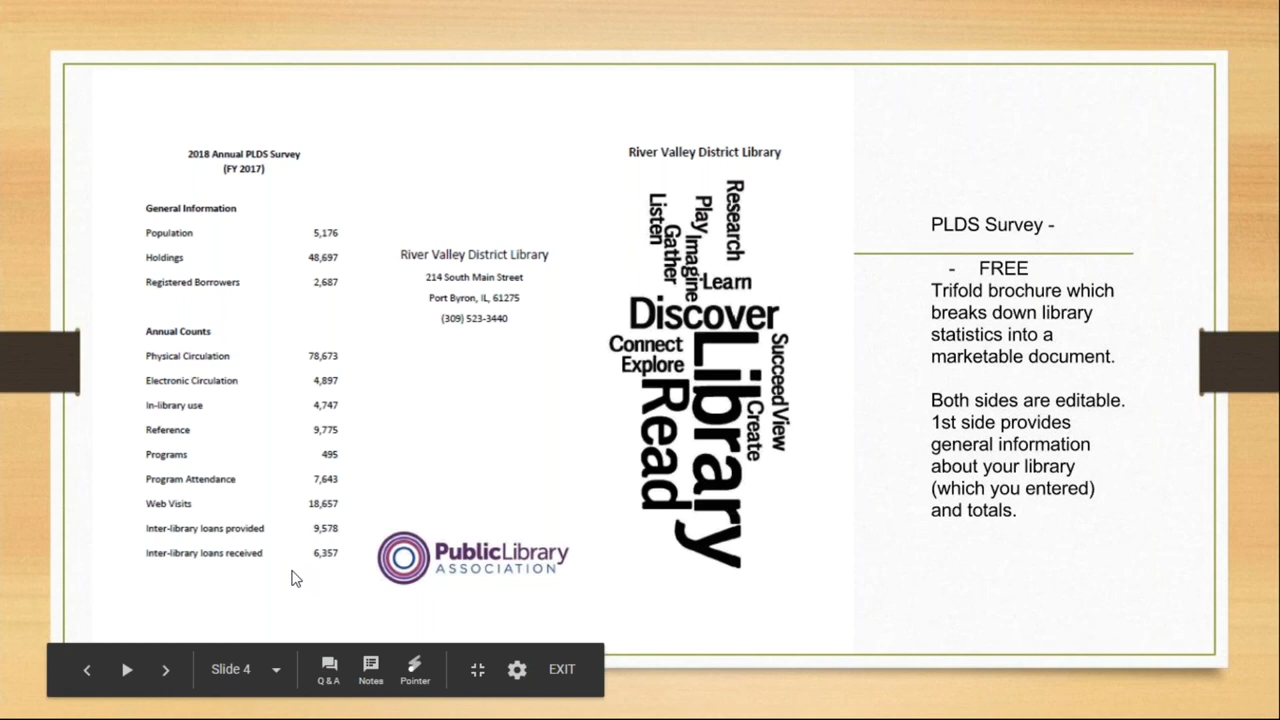 2018 Annual PLDS Survey
(FY 2017)
General Information
Population 5,176
Holdings 48,697
Registered Borrowers 2,687
Annual Counts
Physical Circulation 78,673
Electronic Circulation 4,897
In-library use 4,747
Reference 9,775
Programs 495
Program Attendance 7,643
Web Visits 18,657
Inter-library loans provided 9,578
Inter-library loans received 6,357
River Valley District Library
214 South Main Street
Port Byron, IL, 61275
(309) 523-3440
PublicLibrary
ASSOCIATION
River Valley District Library
Research
Play
Listen
Gather
Imagine
Learn
Discover
Connect
Explore
Library
Read
Succeed
View
Create
PLDS Survey -
- FREE
Trifold brochure which
breaks down library
statistics into a
marketable document.
Both sides are editable.
1st side provides
general information
about your library
(which you entered)
and totals.
Slide 4
Q & A
Notes
Pointer
EXIT